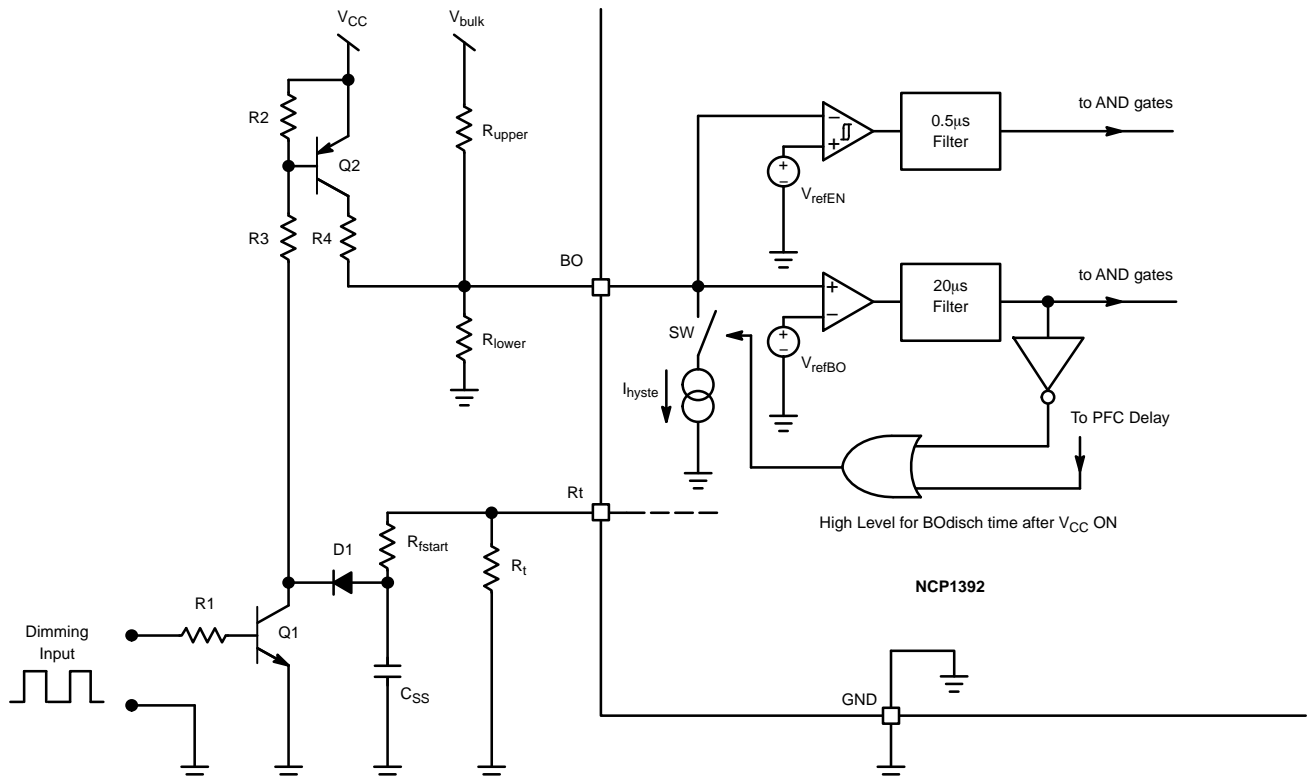 VCC
Vbulk
R2
Q2
R3
R4
Rupper
BO
Rlower
to AND gates
0.5μs
Filter
VrefEN
to AND gates
20μs
Filter
SW
VrefBO
Ihyste
To PFC Delay
High Level for BOdisch time after VCC ON
Rt
Rfstart
Rt
D1
NCP1392
R1
Q1
Dimming
Input
CSS
GND